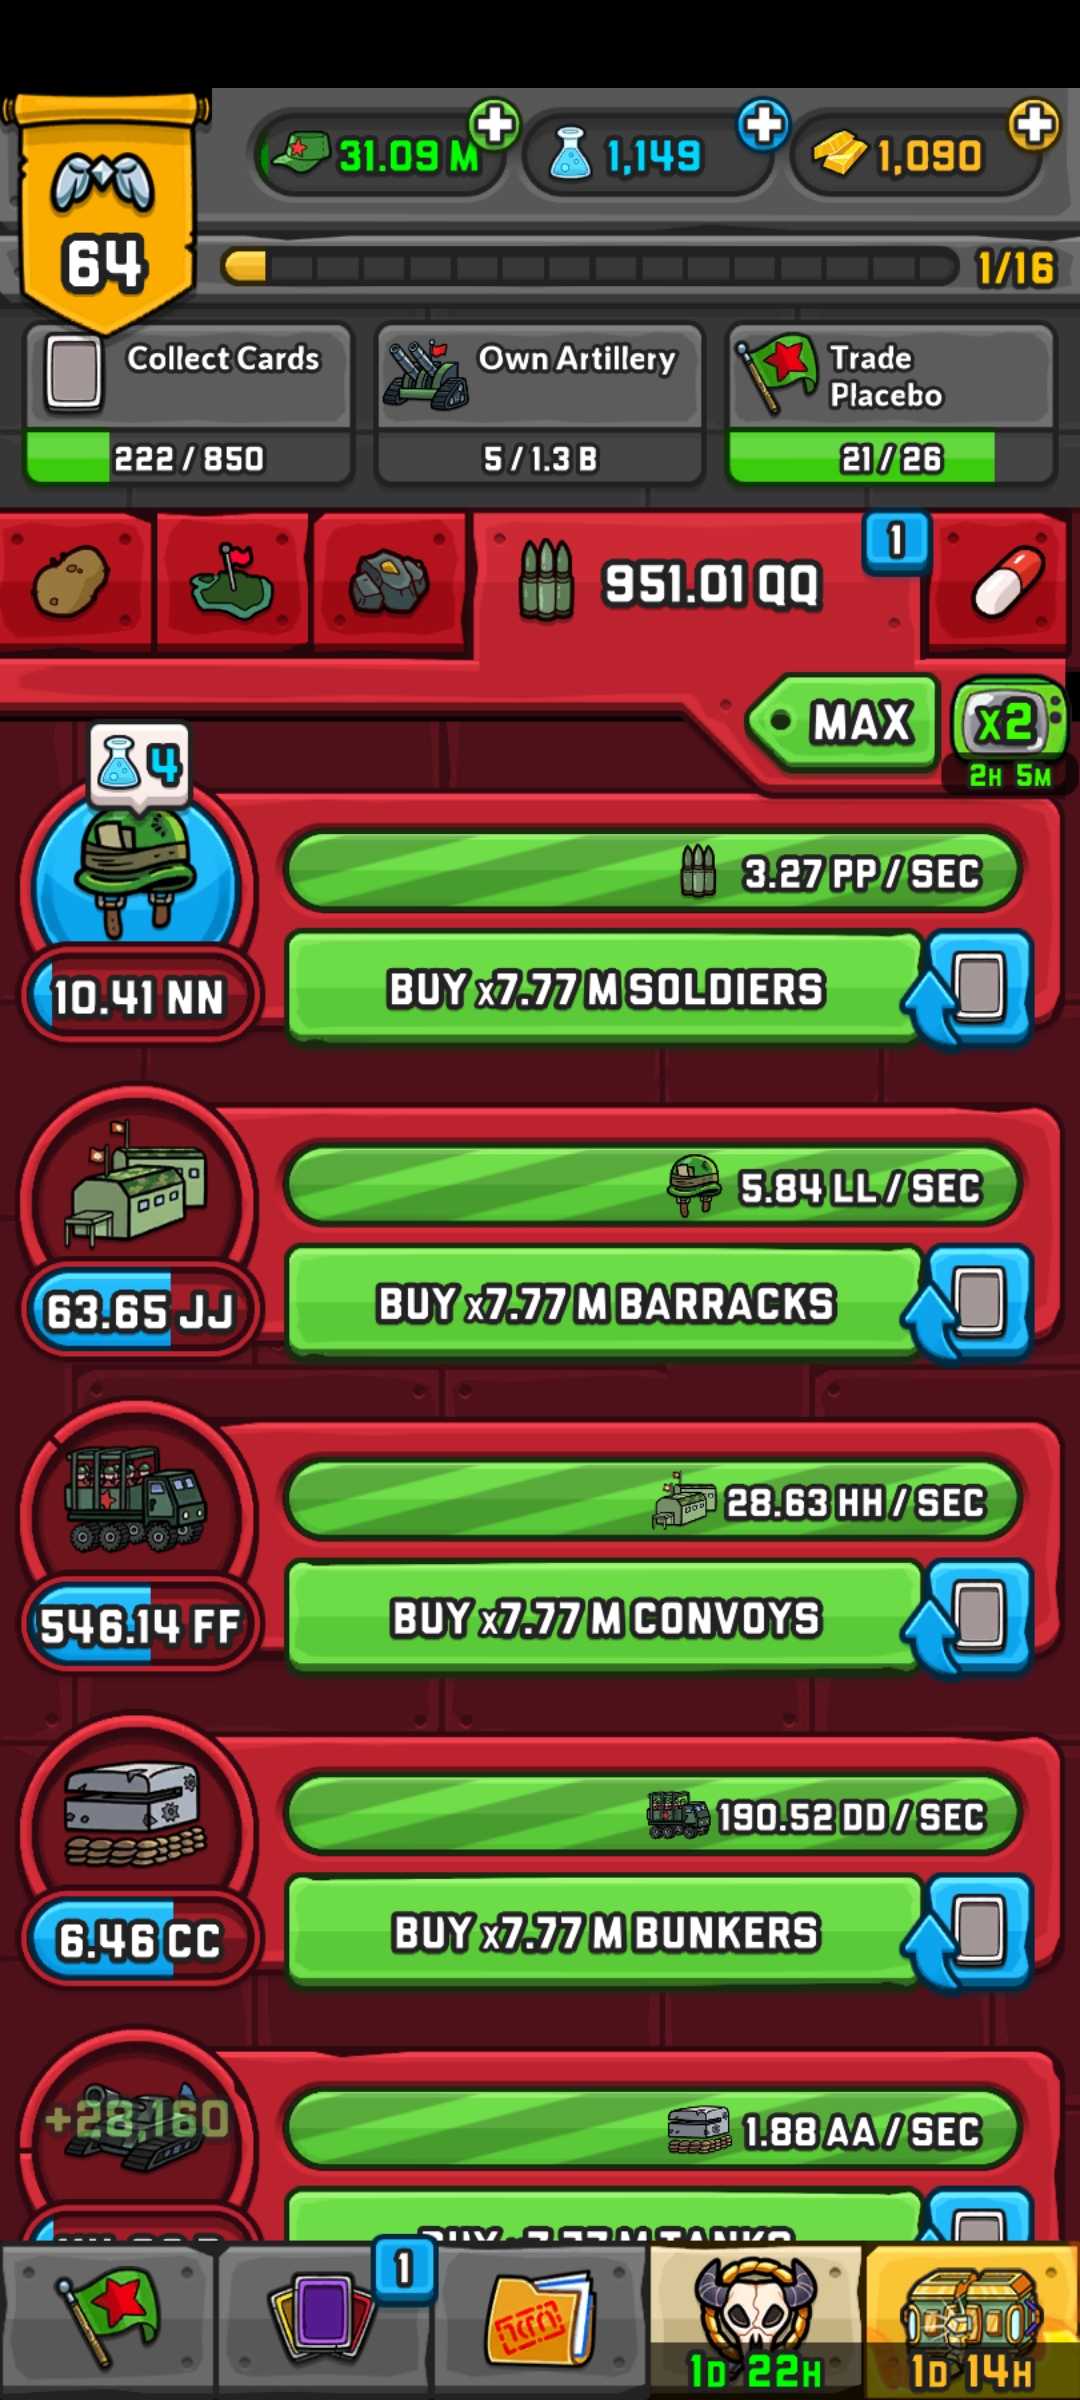 31.09 M
1,149
1,090
64
1/16
Collect Cards
222 / 850
Own Artillery
5 / 1.3 B
Trade
Placebo
21 / 26
951.01 QQ
1
MAX
X2
2H 5M
4
3.27 PP / SEC
10.41 NN
BUY x7.77 M SOLDIERS
5.84 LL / SEC
63.65 JJ
BUY x7.77 M BARRACKS
28.63 HH / SEC
546.14 FF
BUY x7.77 M CONVOYS
190.52 DD / SEC
6.46 CC
BUY x7.77 M BUNKERS
+28,160
1.88 AA / SEC
BUY x7.77 M TANKS
1
1D 22H
1D 14H